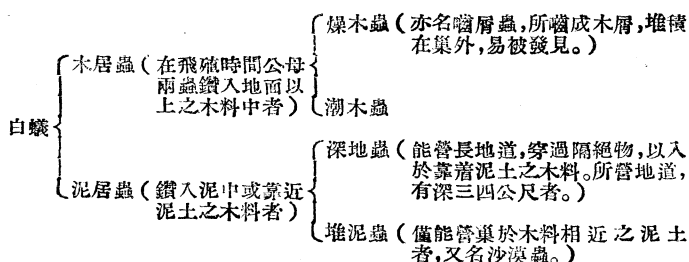 燥木蟲（亦名嚙屑蟲，所嚙成木屑，堆積
在巢外，易被發見。）
木居蟲（在飛殖時間公母
兩蟲鑽入地面以
上之木料中者）
潮木蟲
白蟻
深地蟲（能營長地道，穿過隔絕物，以入
於靠着泥土之木料。所營地道，
有深三四公尺者。）
泥居蟲（鑽入泥中或靠近
泥土之木料者）
堆泥蟲（僅能營巢於木料相近之泥土
者，又名沙漠蟲。）